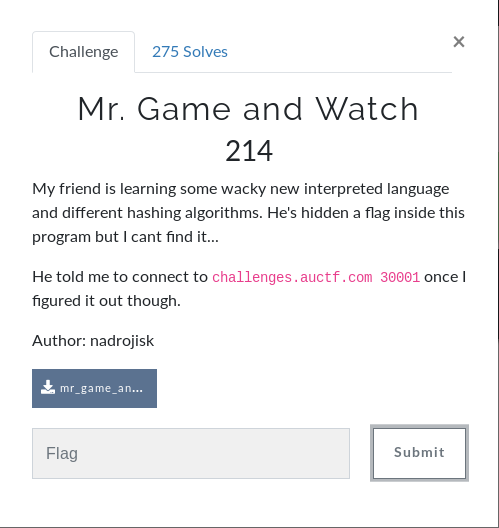 Challenge
275 Solves
×
Mr. Game and Watch
214
My friend is learning some wacky new interpreted language
and different hashing algorithms. He's hidden a flag inside this
program but I cant find it...
He told me to connect to challenges.auctf.com 30001 once I
figured it out though.
Author: nadrojisk
mr_game_an...
Flag
Submit